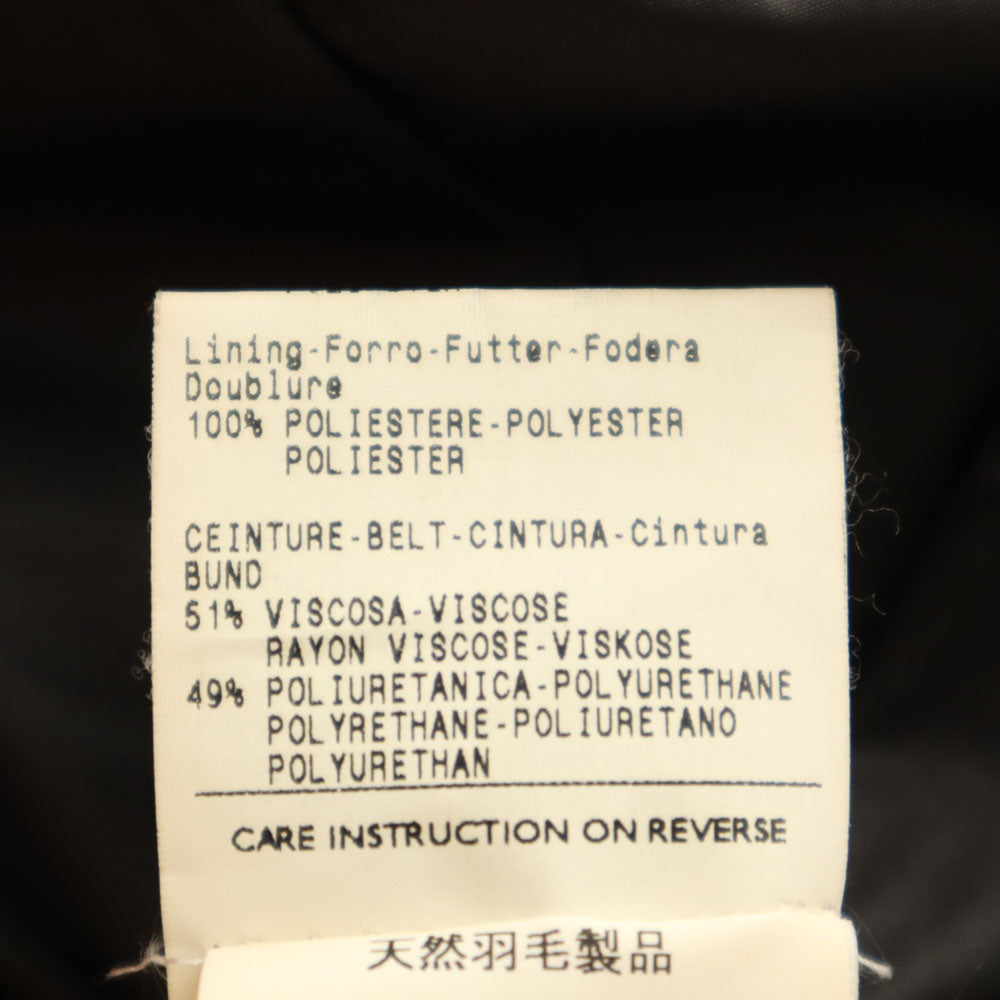 Lining-Forro-Futter-Fodera
Doublure
100% POLIESTERE-POLYESTER
POLIESTER
CEINTURE-BELT-CINTURA-Cintura
BUND
51% VISCOSA-VISCOSE
RAYON VISCOSE-VISKOSE
49% POLIURETANICA-POLYURETHANE
POLYRETHANE-POLIURETANO
POLYURETHAN
CARE INSTRUCTION ON REVERSE
天然羽毛製品